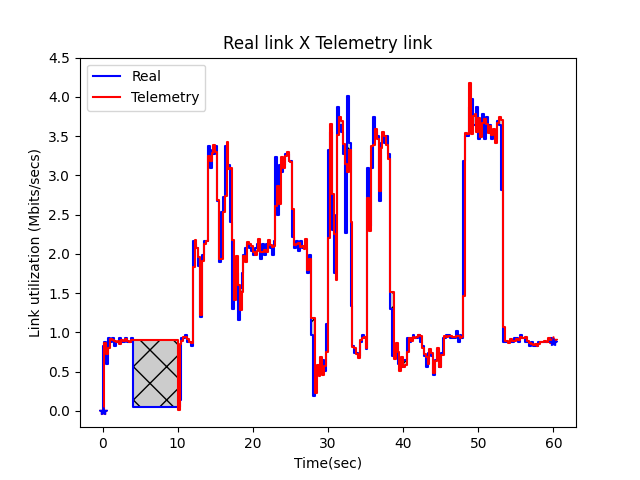 Real link X Telemetry link
Real
Telemetry
Link utilization (Mbits/secs)
4.5
4.0
3.5
3.0
2.5
2.0
1.5
1.0
0.5
0.0
0 10 20 30 40 50 60
Time(sec)